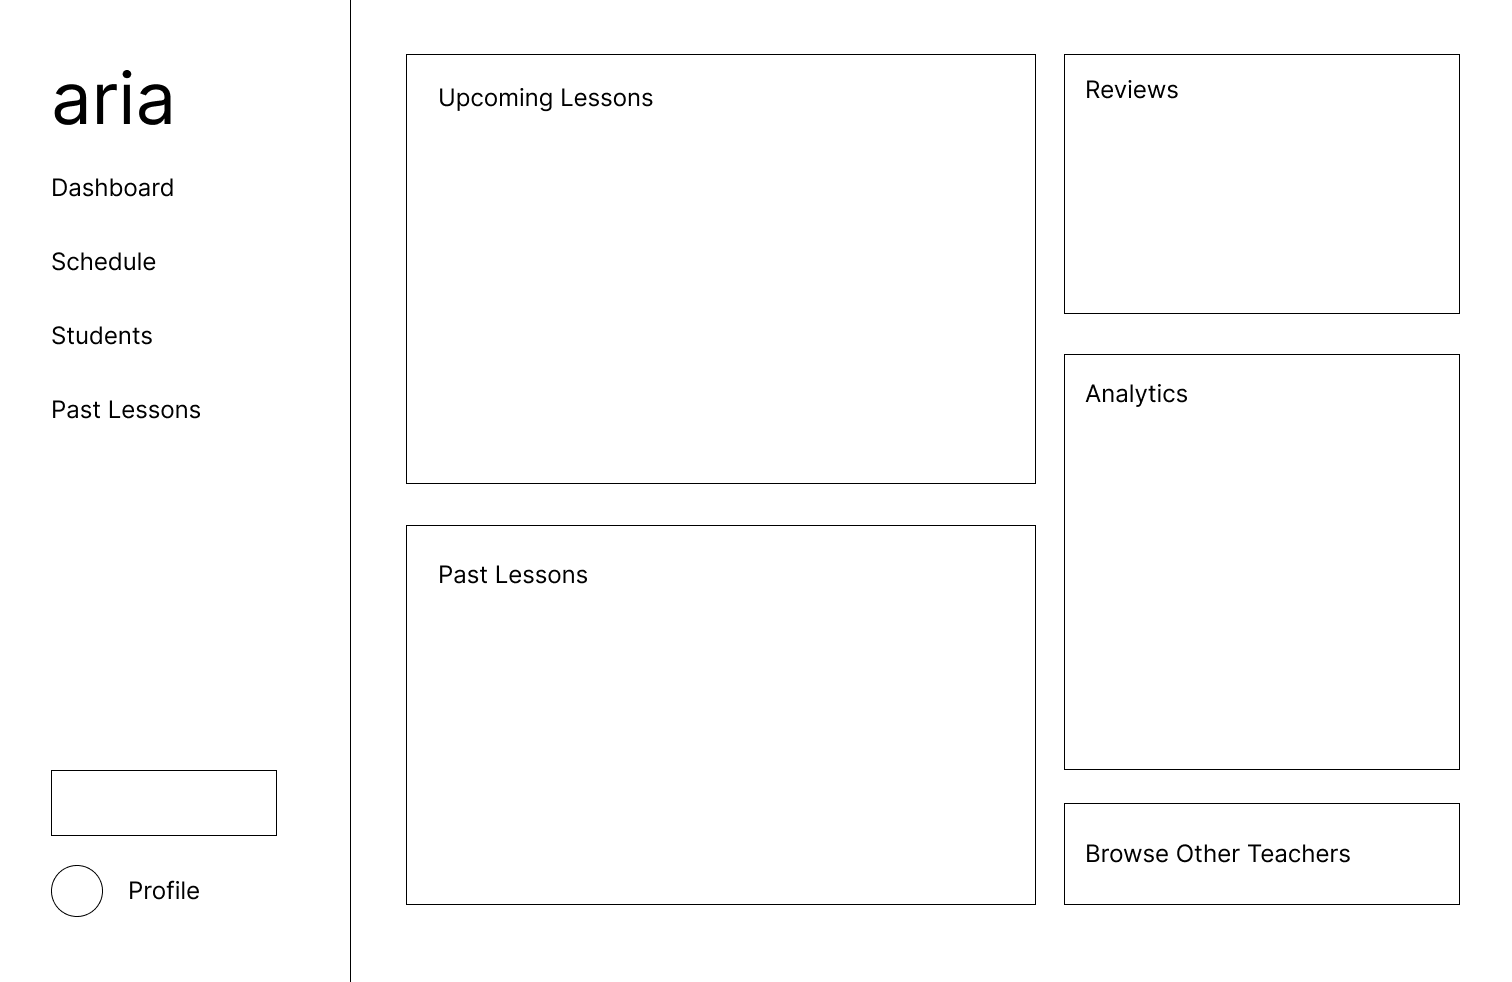 aria
Dashboard
Schedule
Students
Past Lessons
Profile
Upcoming Lessons
Past Lessons
Reviews
Analytics
Browse Other Teachers